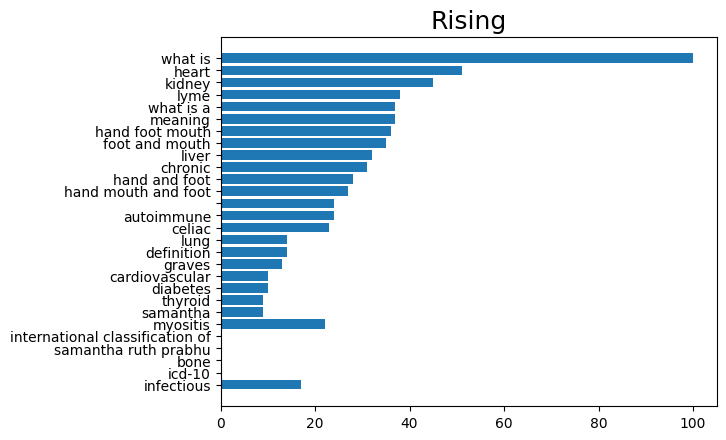 Rising
what is
heart
kidney
lyme
what is a
meaning
hand foot mouth
foot and mouth
liver
chronic
hand and foot
hand mouth and foot
autoimmune
celiac
lung
definition
graves
cardiovascular
diabetes
thyroid
samantha
myositis
international classification of
samantha ruth prabhu
bone
icd-10
infectious
0 20 40 60 80 100